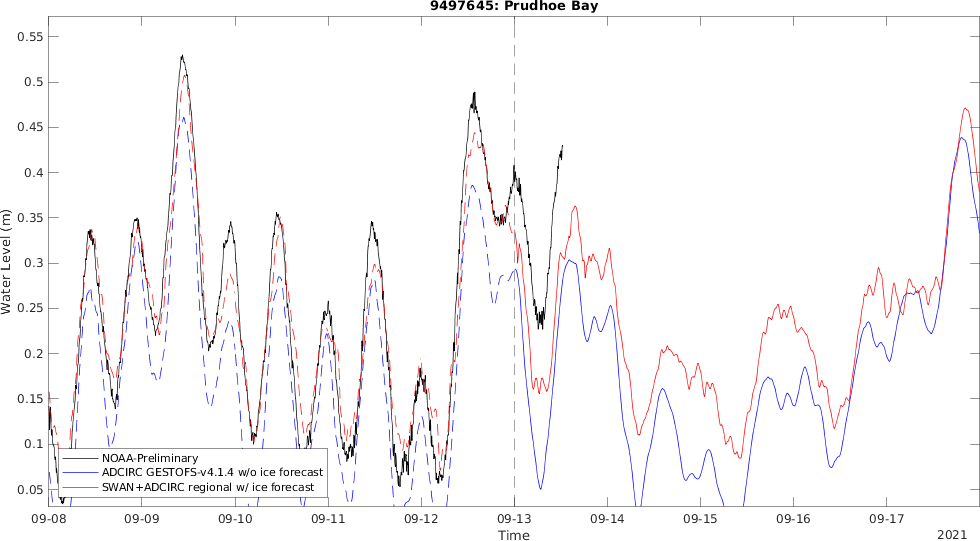 9497645: Prudhoe Bay
Water Level (m)
0.55
0.5
0.45
0.4
0.35
0.3
0.25
0.2
0.15
0.1
0.05
NOAA-Preliminary
ADCIRC GESTOFS-v4.1.4 w/o ice forecast
SWAN+ADCIRC regional w/ ice forecast
09-08 09-09 09-10 09-11 09-12 09-13 09-14 09-15 09-16 09-17
Time
2021